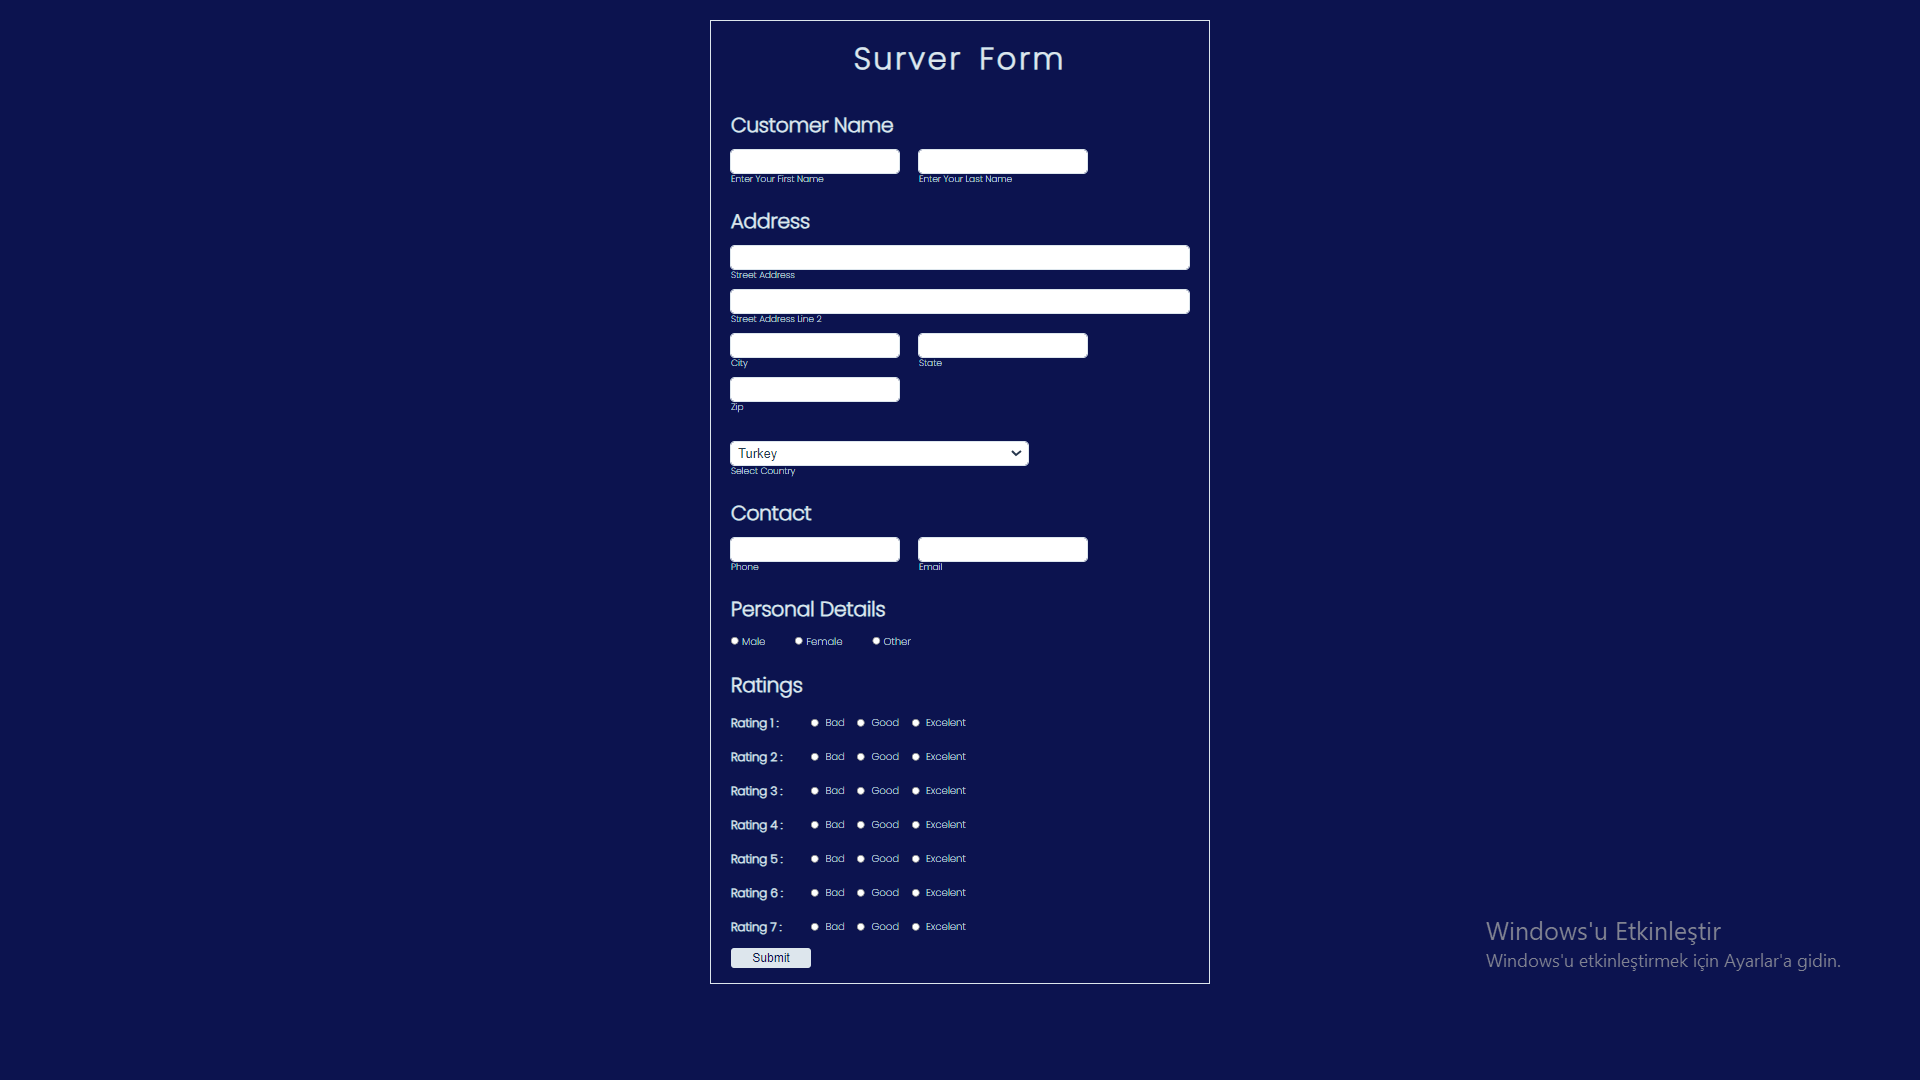 Surver Form
Customer Name
Enter Your First Name Enter Your Last Name
Address
Street Address
Street Address Line 2
City State
Zip
Turkey
Select Country
Contact
Phone Email
Personal Details
Male Female Other
Ratings
Rating 1 : Bad Good Excelent
Rating 2 : Bad Good Excelent
Rating 3 : Bad Good Excelent
Rating 4 : Bad Good Excelent
Rating 5 : Bad Good Excelent
Rating 6 : Bad Good Excelent
Rating 7 : Bad Good Excelent
Submit
Windows'u Etkinleştir
Windows'u etkinleştirmek için Ayarlar'a gidin.